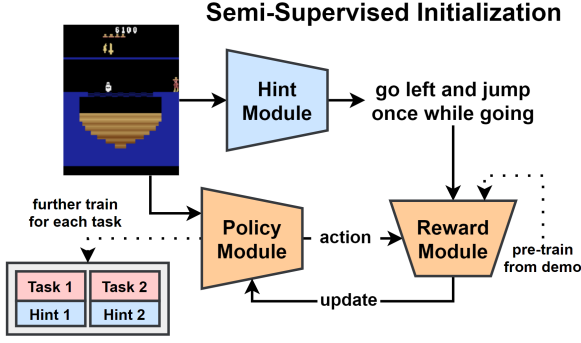 Semi-Supervised Initialization
6100
Hint
Module
go left and jump
once while going
further train
for each task
Policy
Module
action
Reward
Module
pre-train
from demo
update
Task 1
Task 2
Hint 1
Hint 2